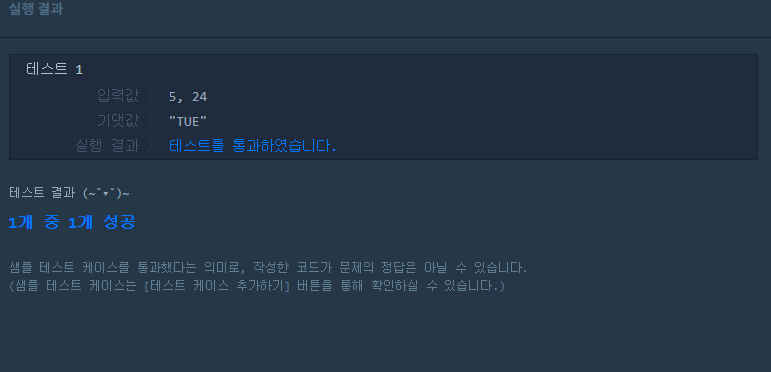 실행 결과
테스트 1
입력값 〉 5, 24
기댓값 〉 "TUE"
실행 결과 〉 테스트를 통과하였습니다.
테스트 결과 (~˘▾˘)~
1개 중 1개 성공
샘플 테스트 케이스를 통과했다는 의미로, 작성한 코드가 문제의 정답은 아닐 수 있습니다.
(샘플 테스트 케이스는 [테스트 케이스 추가하기] 버튼을 통해 확인하실 수 있습니다.)